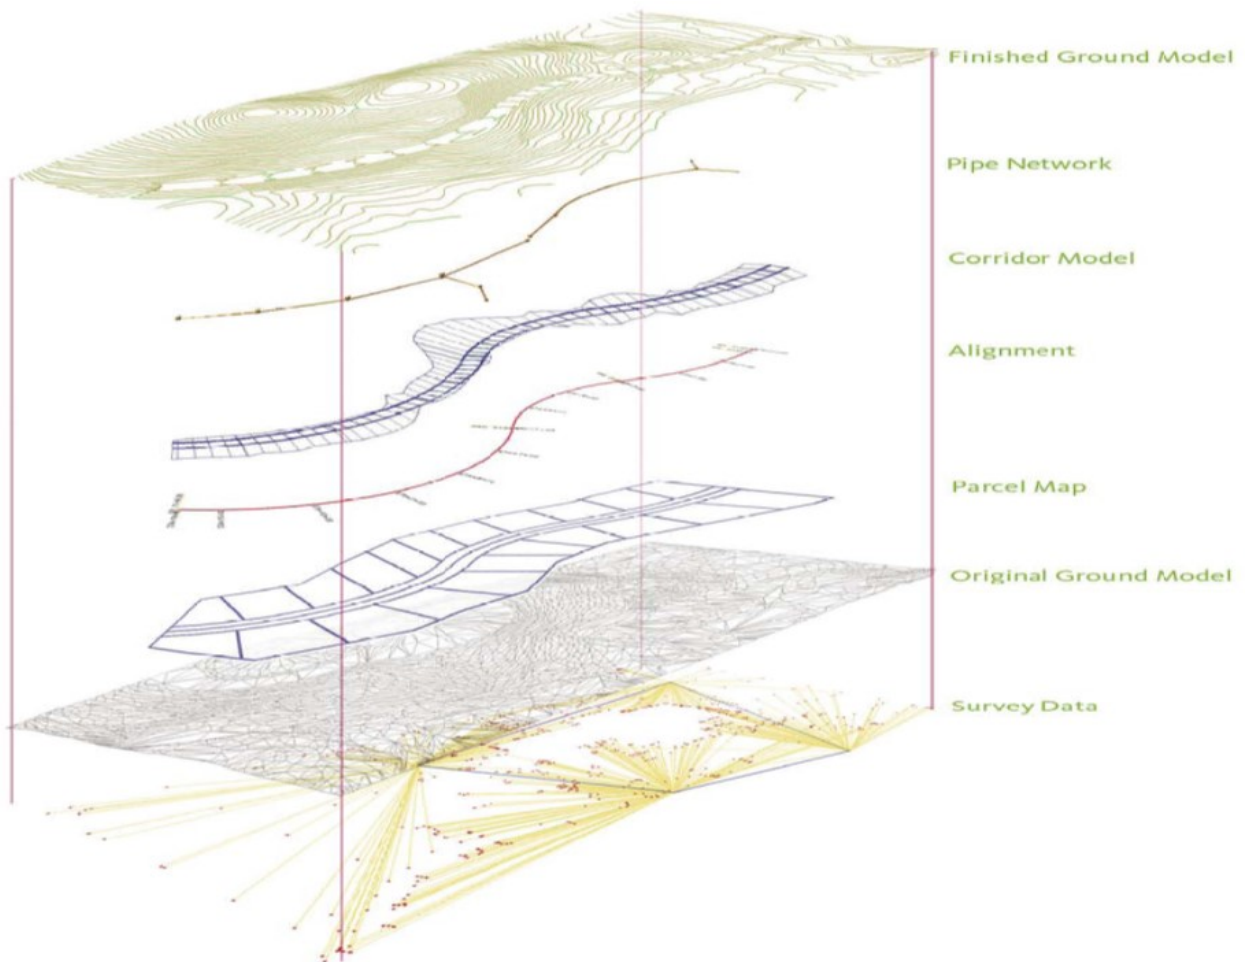 Finished Ground Model
Pipe Network
Corridor Model
Alignment
Parcel Map
Original Ground Model
Survey Data